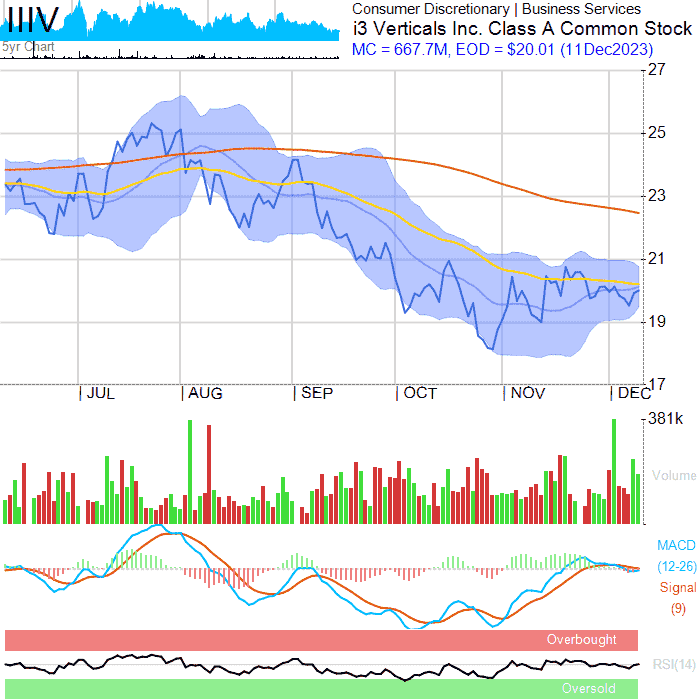 IIIV
5yr Chart
Consumer Discretionary | Business Services
i3 Verticals Inc. Class A Common Stock
MC = 667.7M, EOD = $20.01 (11Dec2023)
27
25
23
21
19
17
JUL AUG SEP OCT NOV DEC
381k
Volume
MACD
(12-26)
Signal
(9)
Overbought
RSI(14)
Oversold